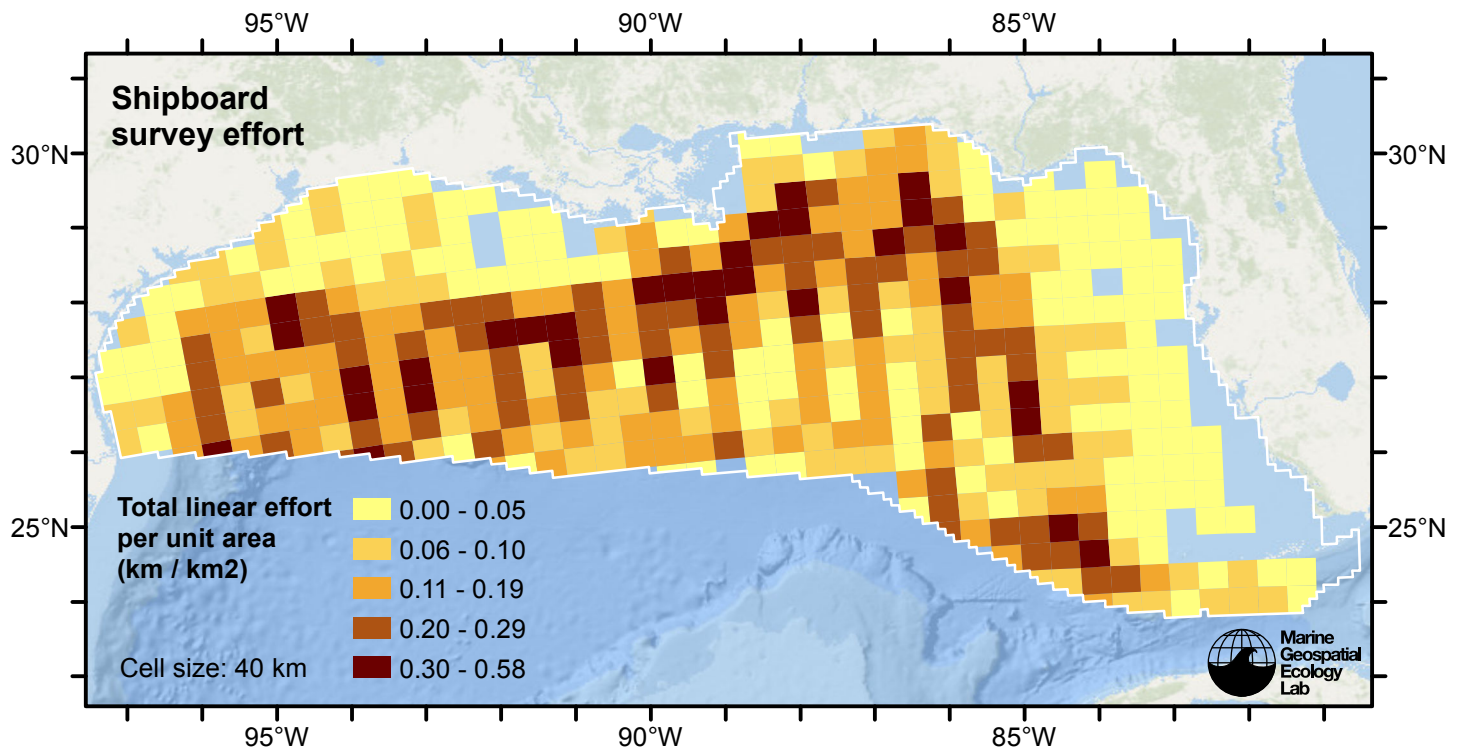 95°W 90°W 85°W
Shipboard
survey effort
30°N 30°N
25°N 25°N
Total linear effort
per unit area
(km / km2)
0.00 - 0.05
0.06 - 0.10
0.11 - 0.19
0.20 - 0.29
0.30 - 0.58
Cell size: 40 km
Marine
Geospatial
Ecology
Lab
95°W 90°W 85°W